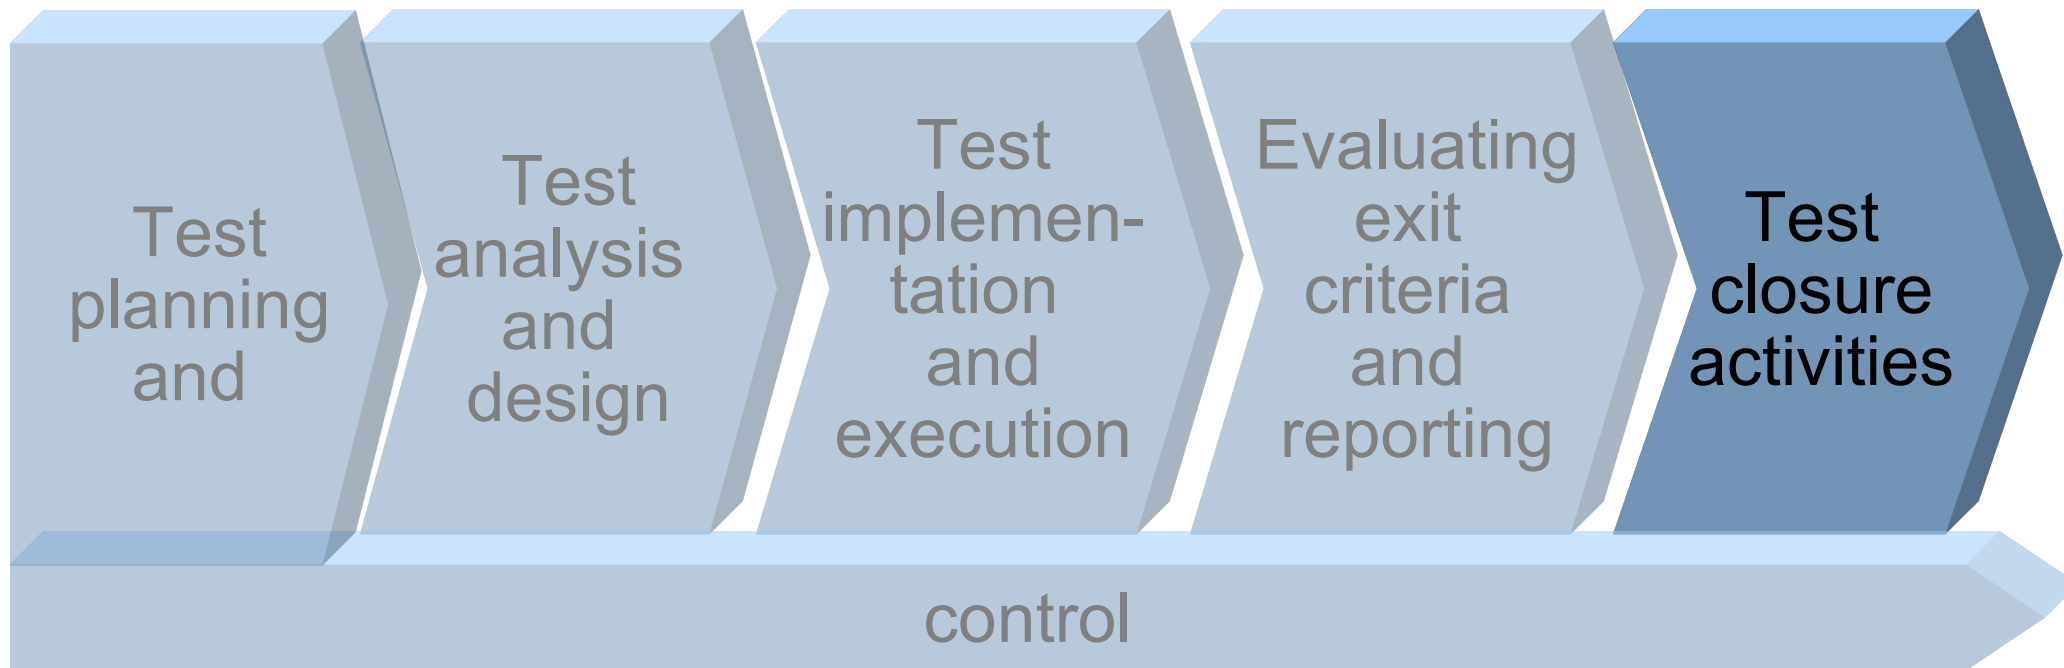 Test
planning
and
Test
analysis
and
design
Test
implemen-
tation
and
execution
Evaluating
exit
criteria
and
reporting
Test
closure
activities
control